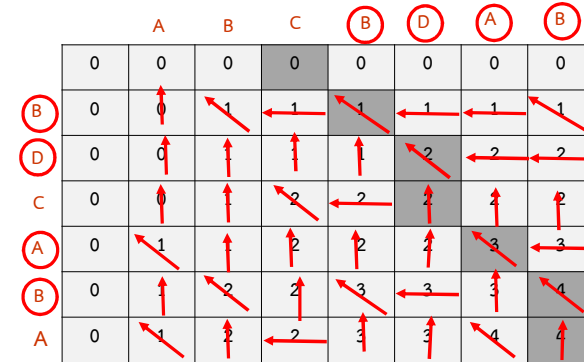 A B C B D A B
0 0 0 0 0 0 0 0
B 0 0 1 1 1 1 1 1
D 0 0 1 1 1 2 2 2
C 0 0 1 2 2 2 2 2
A 0 1 1 2 2 2 3 3
B 0 1 2 2 3 3 3 4
A 0 1 2 2 3 3 4 4